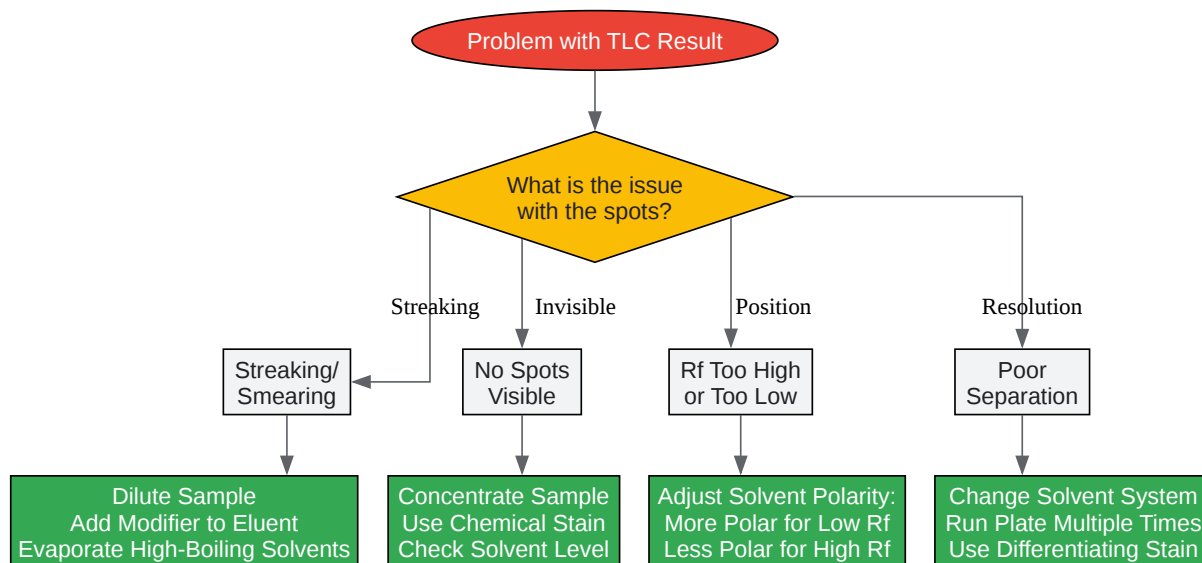 Problem with TLC Result
What is the issue
with the spots?
Streaking
Invisible
Position
Resolution
Streaking/
Smearing
No Spots
Visible
Rf Too High
or Too Low
Poor
Separation
Dilute Sample
Add Modifier to Eluent
Evaporate High-Boiling Solvents
Concentrate Sample
Use Chemical Stain
Check Solvent Level
Adjust Solvent Polarity:
More Polar for Low Rf
Less Polar for High Rf
Change Solvent System
Run Plate Multiple Times
Use Differentiating Stain